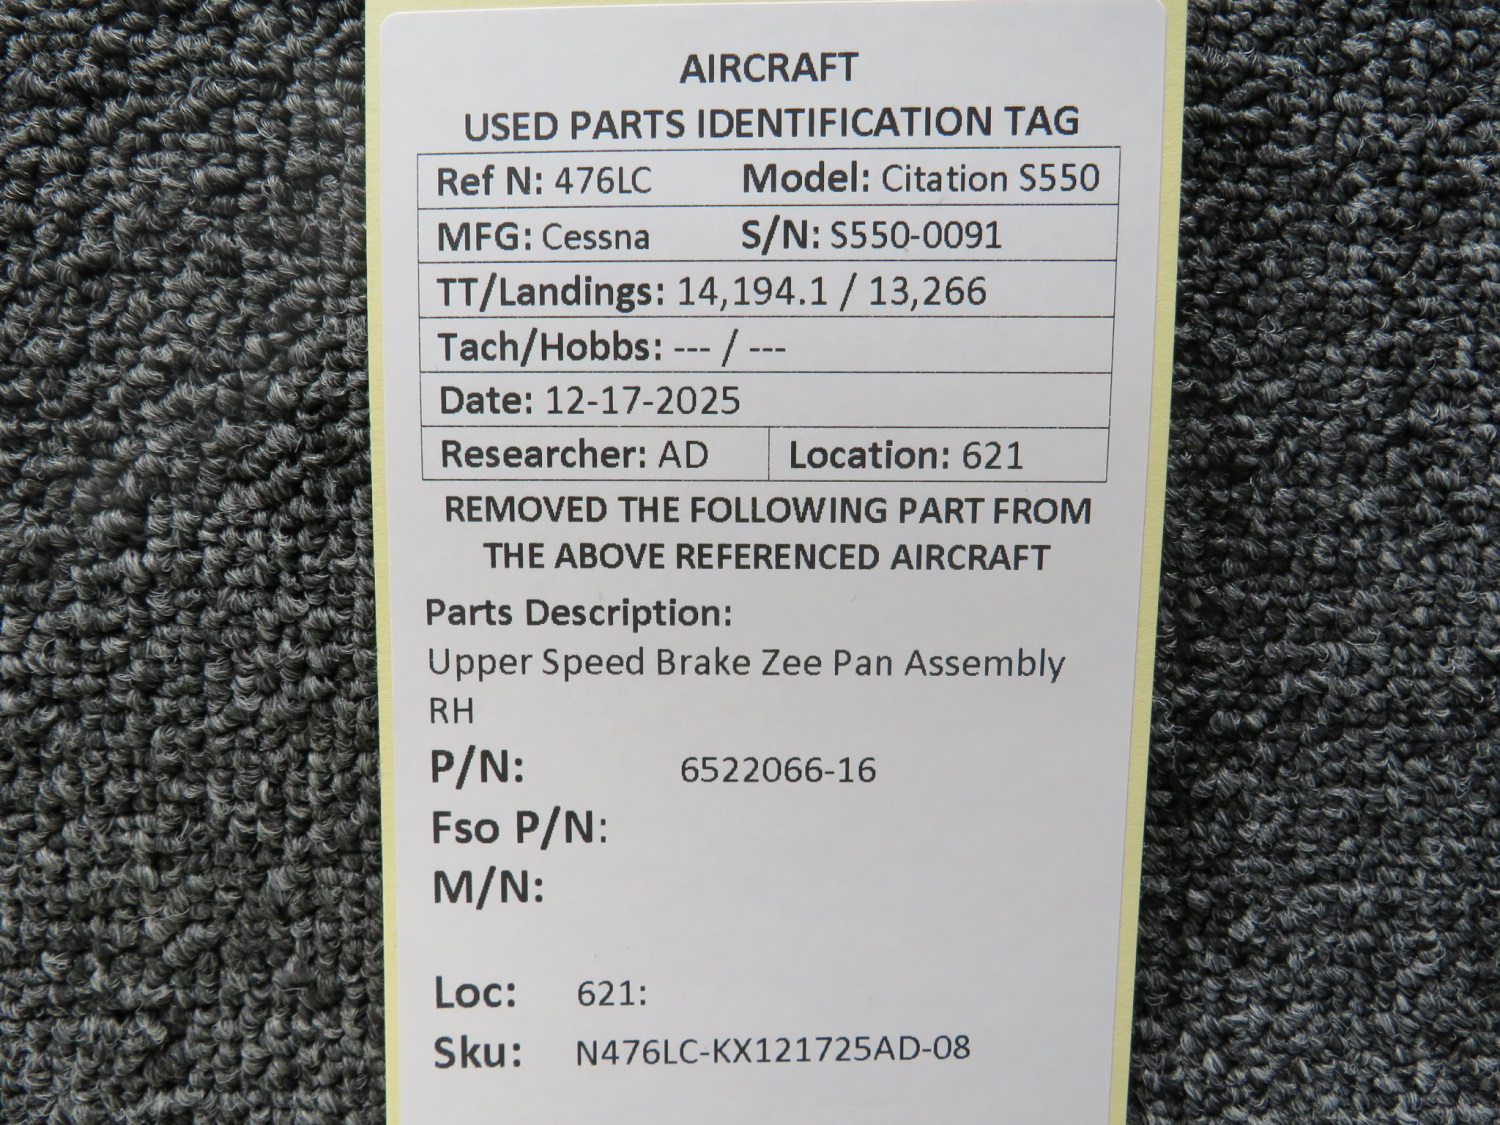 AIRCRAFT
USED PARTS IDENTIFICATION TAG
Ref N: 476LC Model: Citation S550
MFG: Cessna S/N: S550-0091
TT/Landings: 14,194.1 / 13,266
Tach/Hobbs: --- / ---
Date: 12-17-2025
Researcher: AD Location: 621
REMOVED THE FOLLOWING PART FROM
THE ABOVE REFERENCED AIRCRAFT
Parts Description:
Upper Speed Brake Zee Pan Assembly
RH
P/N: 6522066-16
Fso P/N:
M/N:
Loc: 621:
Sku: N476LC-KX121725AD-08